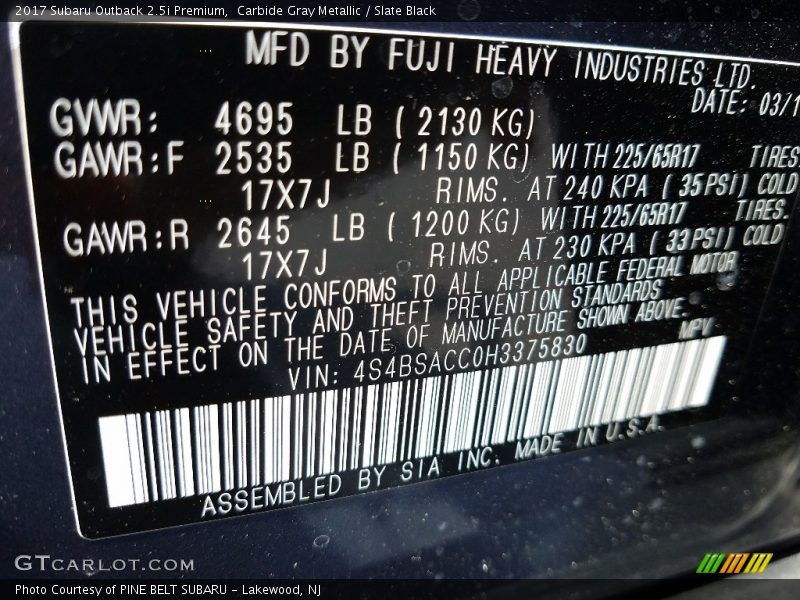 2017 Subaru Outback 2.5i Premium,  Carbide Gray Metallic / Slate Black
MFD BY FUJI HEAVY INDUSTRIES LTD.
DATE: 03/1
GVWR: 4695 LB ( 2130 KG)
GAWR:F 2535 LB ( 1150 KG) WITH 225/65R17 TIRES
17X7J RIMS. AT 240 KPA ( 35PSI) COLD
GAWR:R 2645 LB ( 1200 KG) WITH 225/65R17 TIRES.
17X7J RIMS. AT 230 KPA ( 33PSI) COLD
THIS VEHICLE CONFORMS TO ALL APPLICABLE FEDERAL MOTOR
VEHICLE SAFETY AND THEFT PREVENTION STANDARDS
IN EFFECT ON THE DATE OF MANUFACTURE SHOWN ABOVE.
VIN: 4S4BSACC0H3375830 MPV
ASSEMBLED BY SIA INC. MADE IN U.S.A.
GTCARLOT.COM
Photo Courtesy of PINE BELT SUBARU - Lakewood, NJ